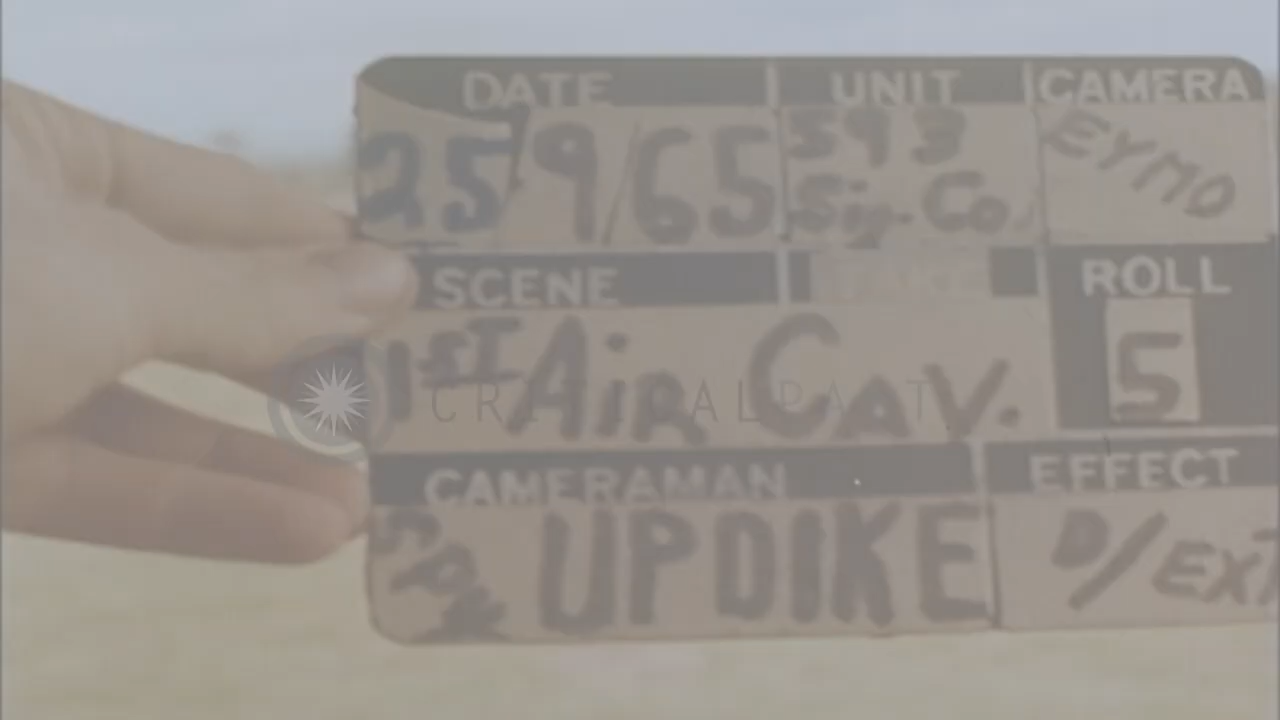 DATE UNIT CAMERA
25/9/65 593 Sig. Co. EYMO
SCENE ROLL
1ST AiR CAV. 5
CRITICALPAST
CAMERAMAN EFFECT
UPDIKE D/EXT